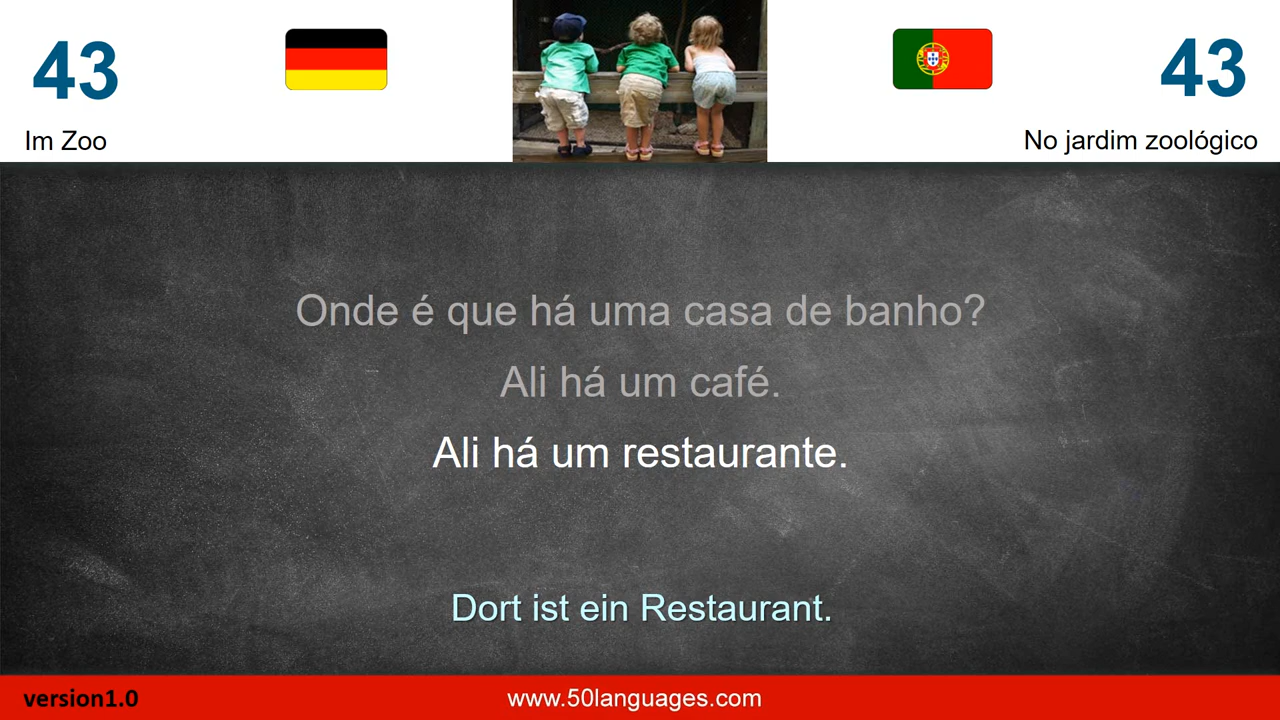 43
43
Im Zoo
No jardim zoológico
Onde é que há uma casa de banho?
Ali há um café.
Ali há um restaurante.
Dort ist ein Restaurant.
version1.0
www.50languages.com